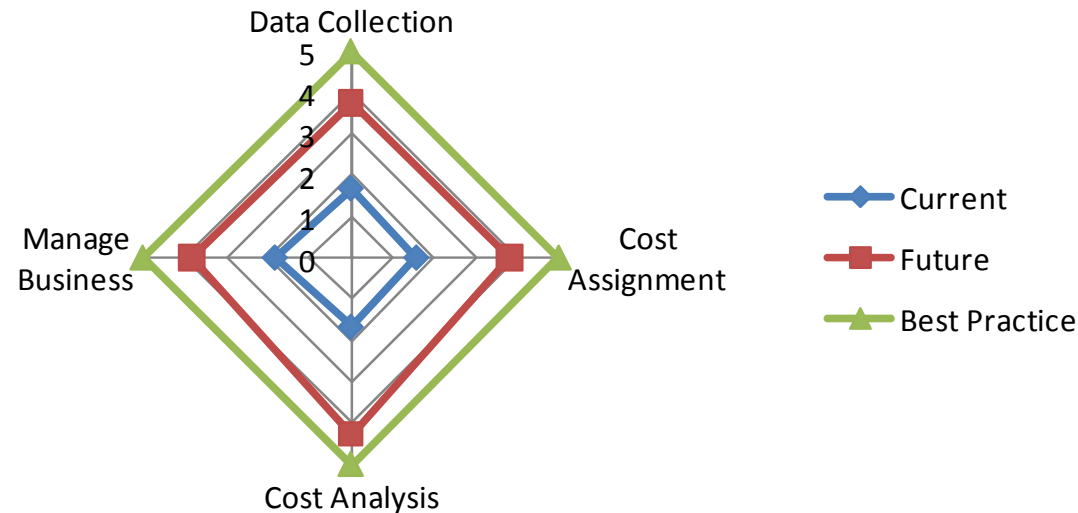 Data Collection
5
4
3
2
1
0
Manage
Business
Cost
Assignment
Cost Analysis
Current
Future
Best Practice